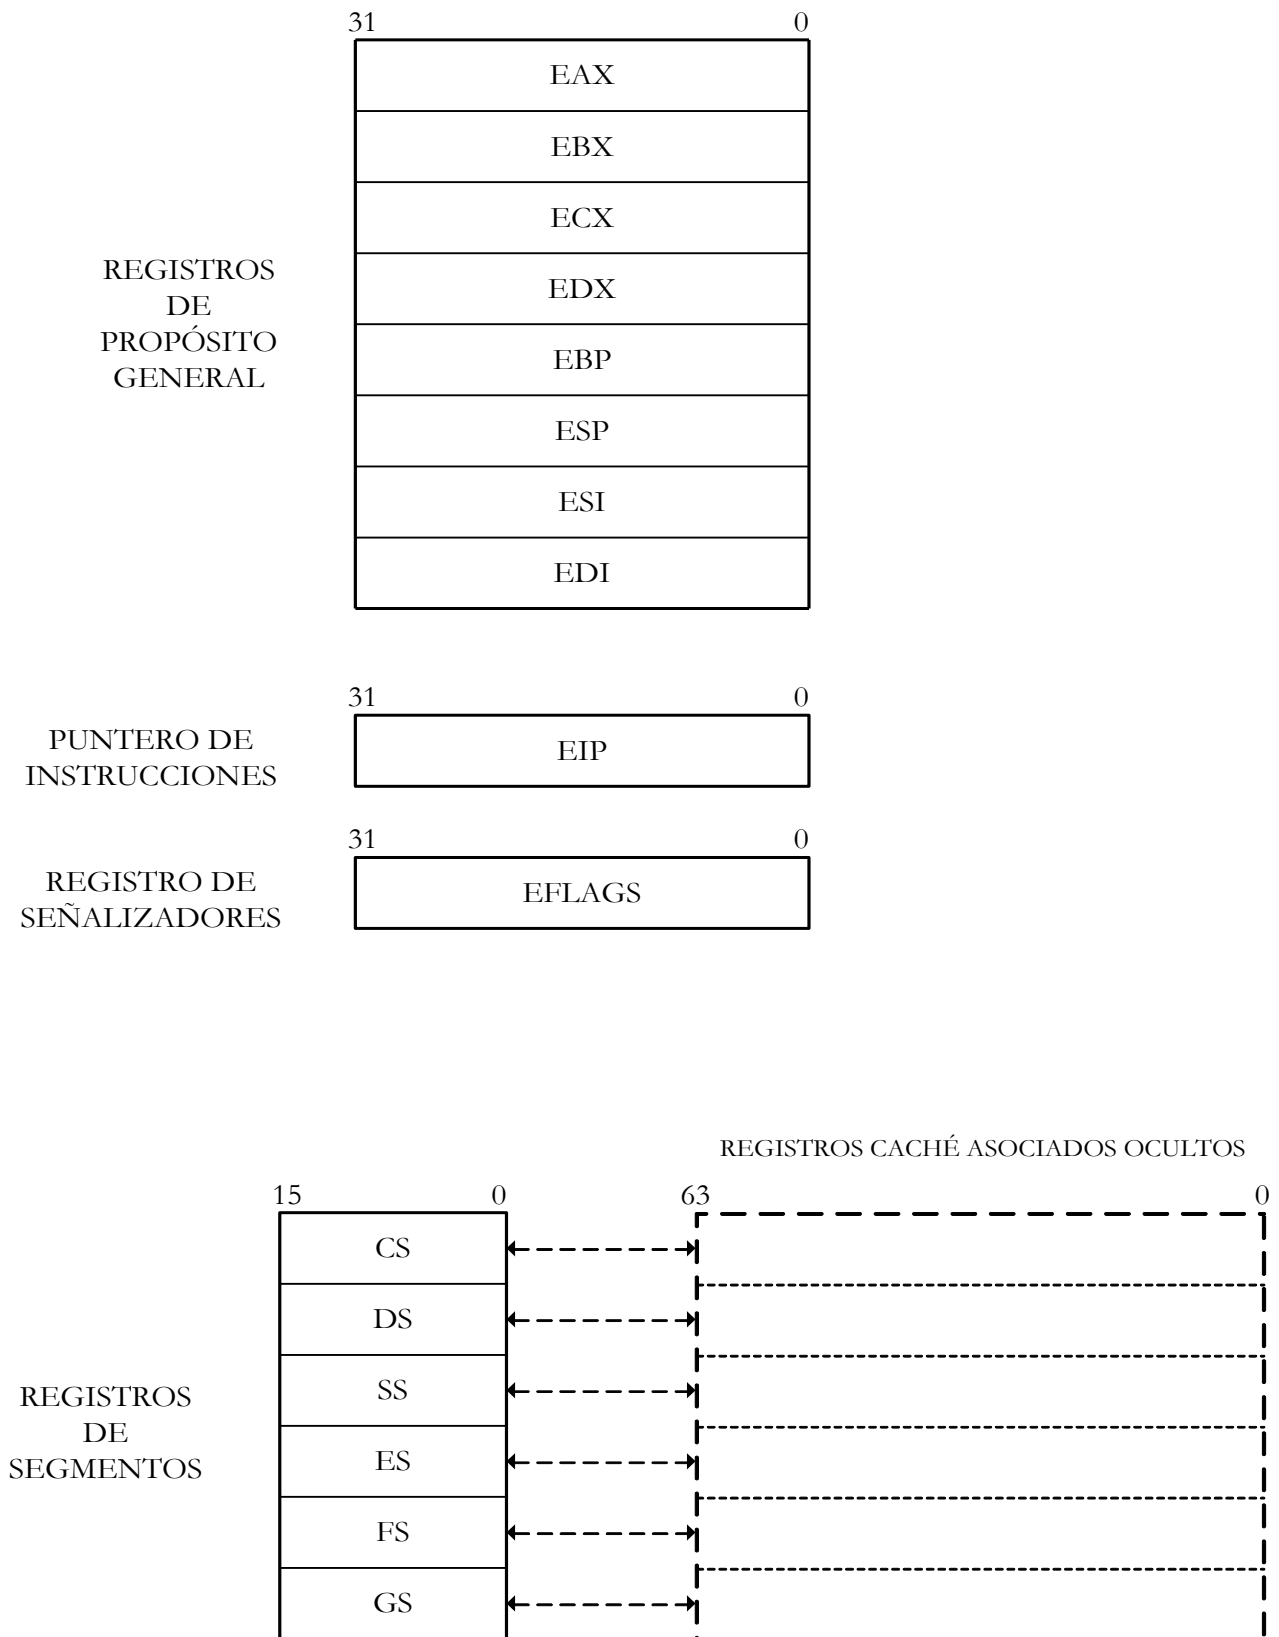 31 0
EAX
EBX
ECX
EDX
EBP
ESP
ESI
EDI
REGISTROS
DE
PROPÓSITO
GENERAL
31 0
EIP
PUNTERO DE
INSTRUCCIONES
31 0
EFLAGS
REGISTRO DE
SEÑALIZADORES
REGISTROS CACHÉ ASOCIADOS OCULTOS
15 0 63 0
CS
DS
SS
ES
FS
GS
REGISTROS
DE
SEGMENTOS